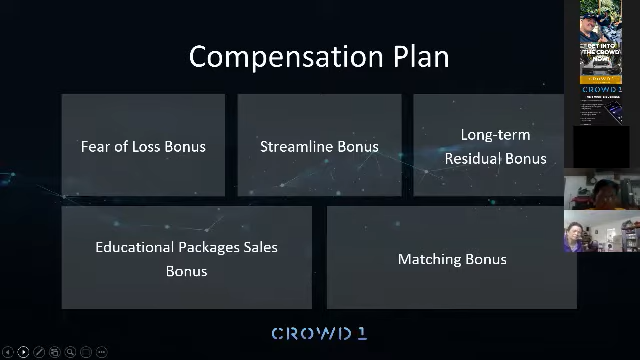 Compensation Plan
Fear of Loss Bonus
Streamline Bonus
Long-term
Residual Bonus
Educational Packages Sales
Bonus
Matching Bonus
CROWD1
GET INTO
THE CROWD
NOW!
CROWD1
CROWD1